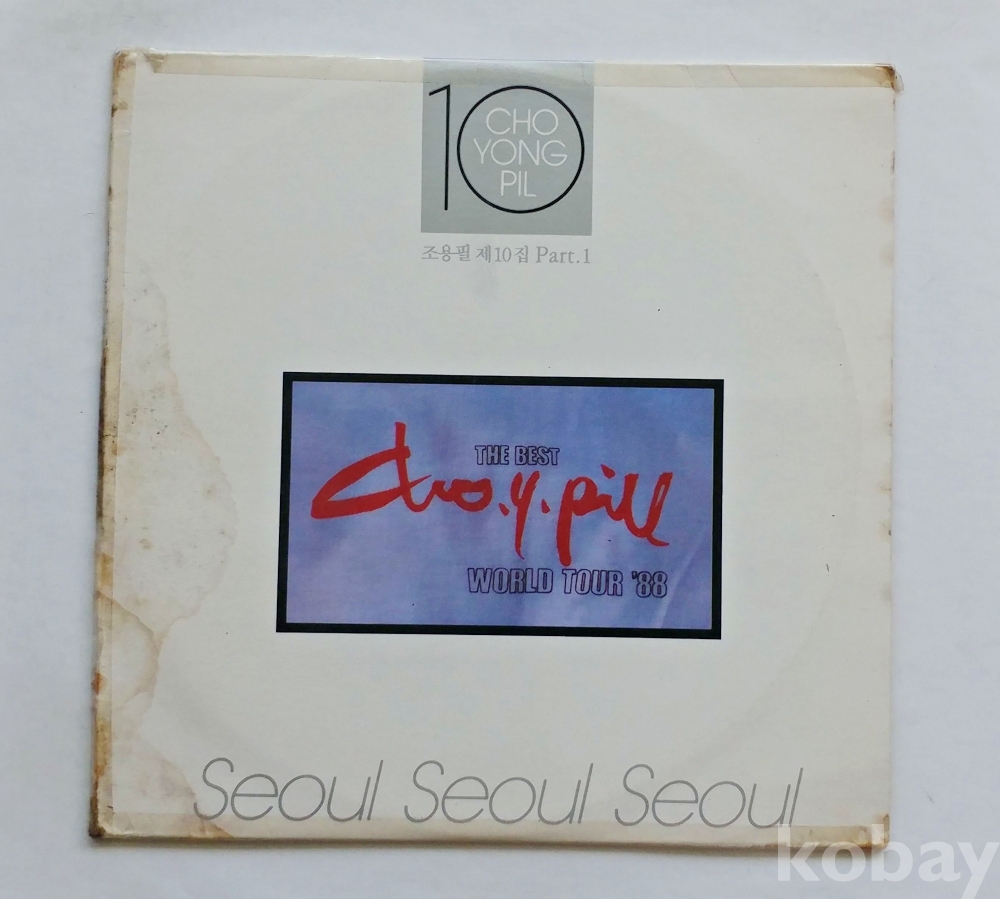 10
CHO
YONG
PIL
조용필 제10집 Part.1
THE BEST
cho.y.pill
WORLD TOUR '88
Seoul Seoul Seoul
kobay